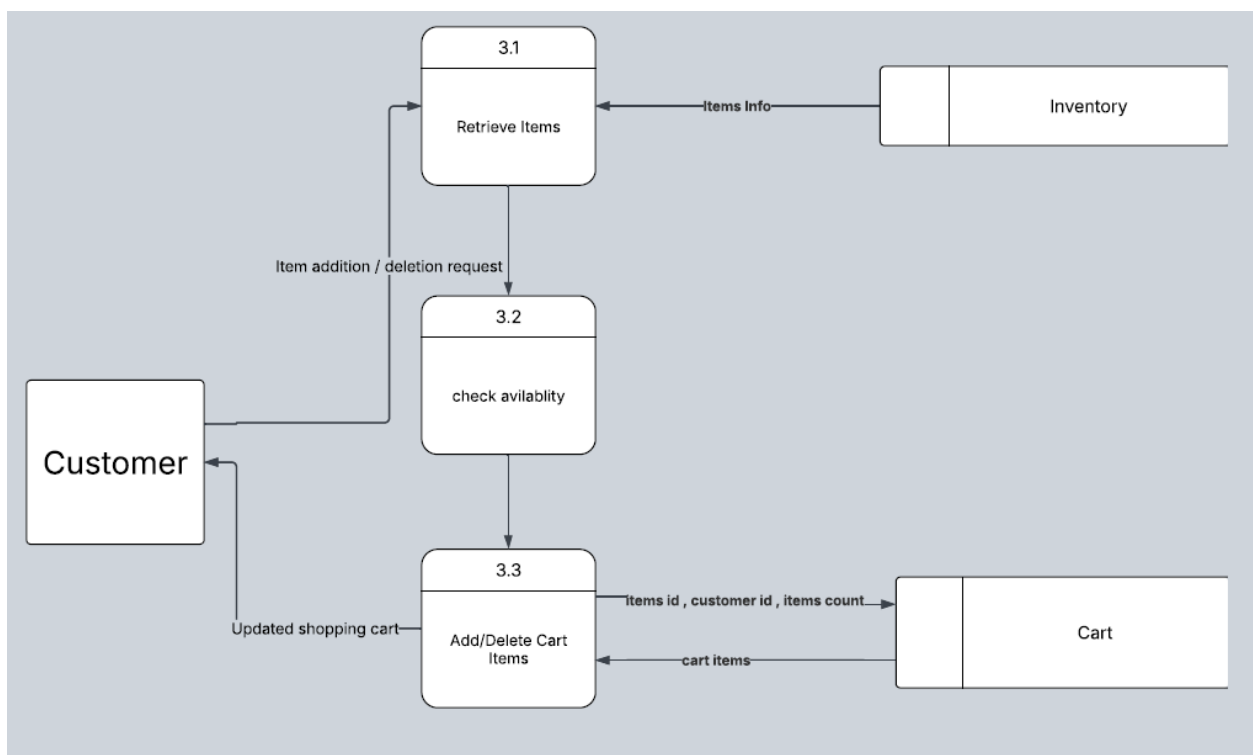 3.1
Retrieve Items
Items Info
Inventory
Item addition / deletion request
3.2
check avilablity
Customer
3.3
Add/Delete Cart
Items
Items id , customer id , items count
Cart
Updated shopping cart
cart items